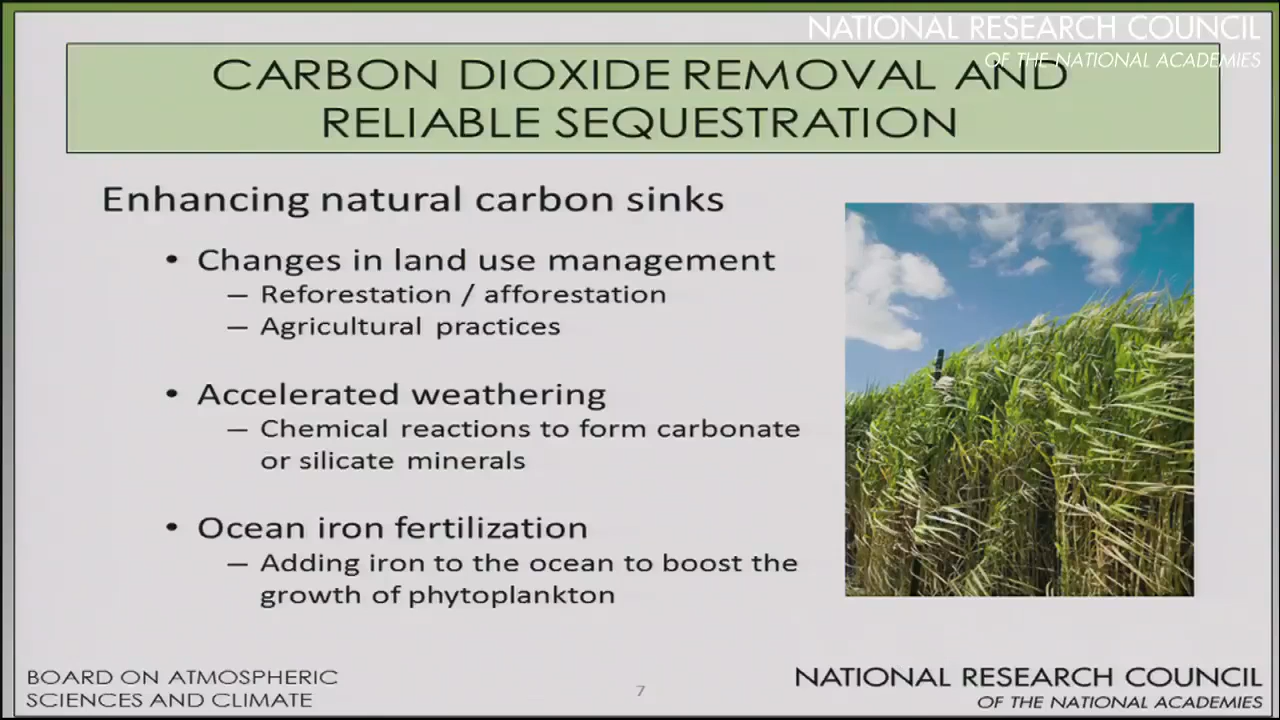 NATIONAL RESEARCH COUNCIL
OF THE NATIONAL ACADEMIES
CARBON DIOXIDE REMOVAL AND
RELIABLE SEQUESTRATION
Enhancing natural carbon sinks
• Changes in land use management
– Reforestation / afforestation
– Agricultural practices
• Accelerated weathering
– Chemical reactions to form carbonate
or silicate minerals
• Ocean iron fertilization
– Adding iron to the ocean to boost the
growth of phytoplankton
BOARD ON ATMOSPHERIC
SCIENCES AND CLIMATE
7
NATIONAL RESEARCH COUNCIL
OF THE NATIONAL ACADEMIES